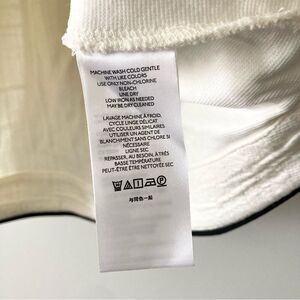 MACHINE WASH COLD GENTLE
WITH LIKE COLORS
USE ONLY NON-CHLORINE
BLEACH
LINE DRY
LOW IRON AS NEEDED
MAY BE DRY CLEANED
LAVAGE MACHINE À FROID,
CYCLE LINGE DÉLICAT
AVEC COULEURS SIMILAIRES
UTILISER UN AGENT DE
BLANCHIMENT SANS CHLORE SI
NÉCESSAIRE
LIGNE SEC
REPASSER, AU BESOIN, À TRÈS
BASSE TEMPÉRATURE
PEUT-ÊTRE ÊTRE NETTOYÉ SEC